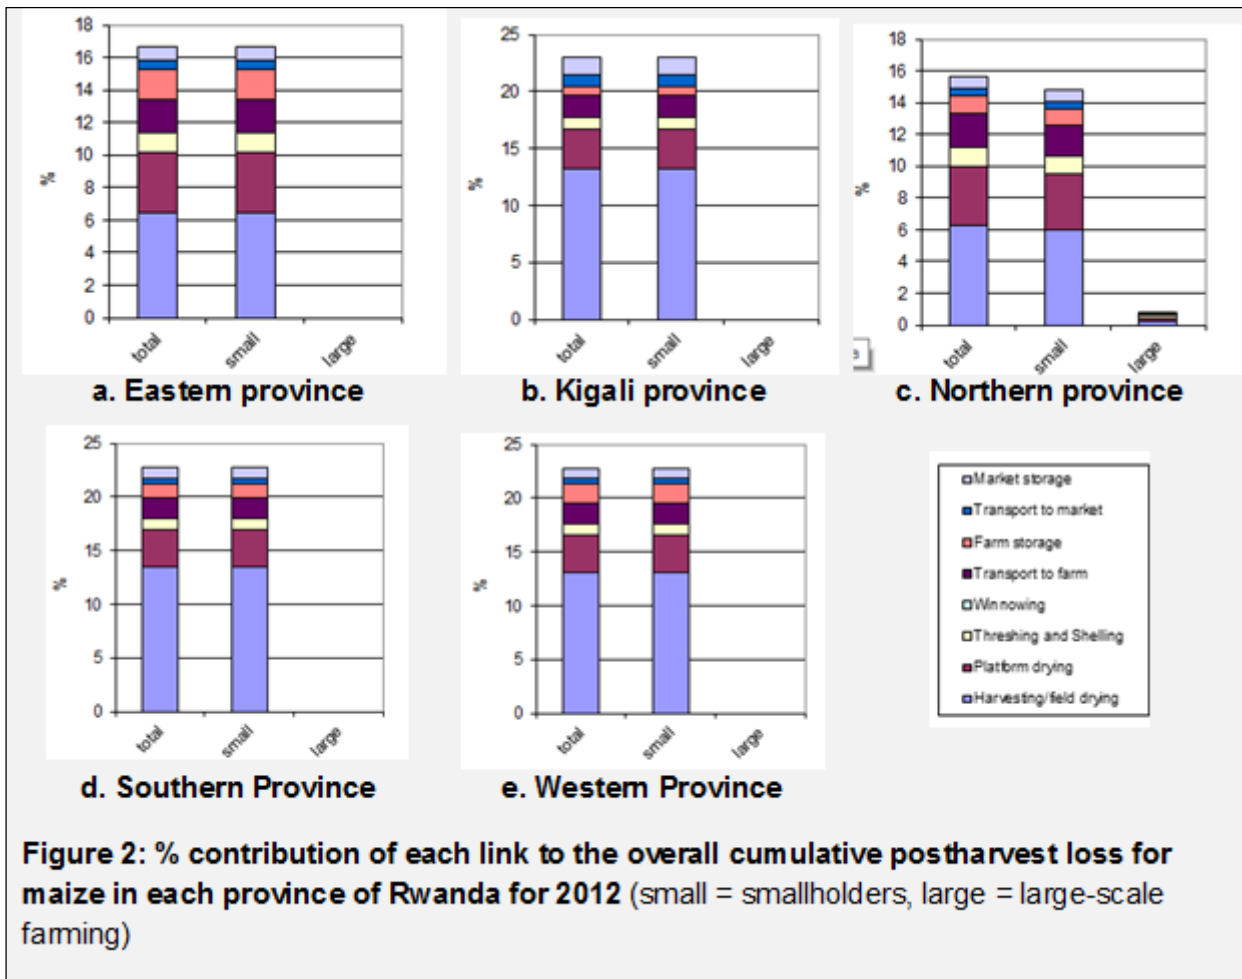 18
16
14
12
10
8
6
4
2
0
%
total
small
large
a. Eastern province
25
20
15
10
5
0
%
total
small
large
b. Kigali province
18
16
14
12
10
8
6
4
2
0
%
total
small
large
c. Northern province
25
20
15
10
5
0
%
total
small
large
d. Southern Province
25
20
15
10
5
0
%
total
small
large
e. Western Province
Market storage
Transport to market
Farm storage
Transport to farm
Winnowing
Threshing and Shelling
Platform drying
Harvesting/field drying
Figure 2: % contribution of each link to the overall cumulative postharvest loss for
maize in each province of Rwanda for 2012 (small = smallholders, large = large-scale
farming)